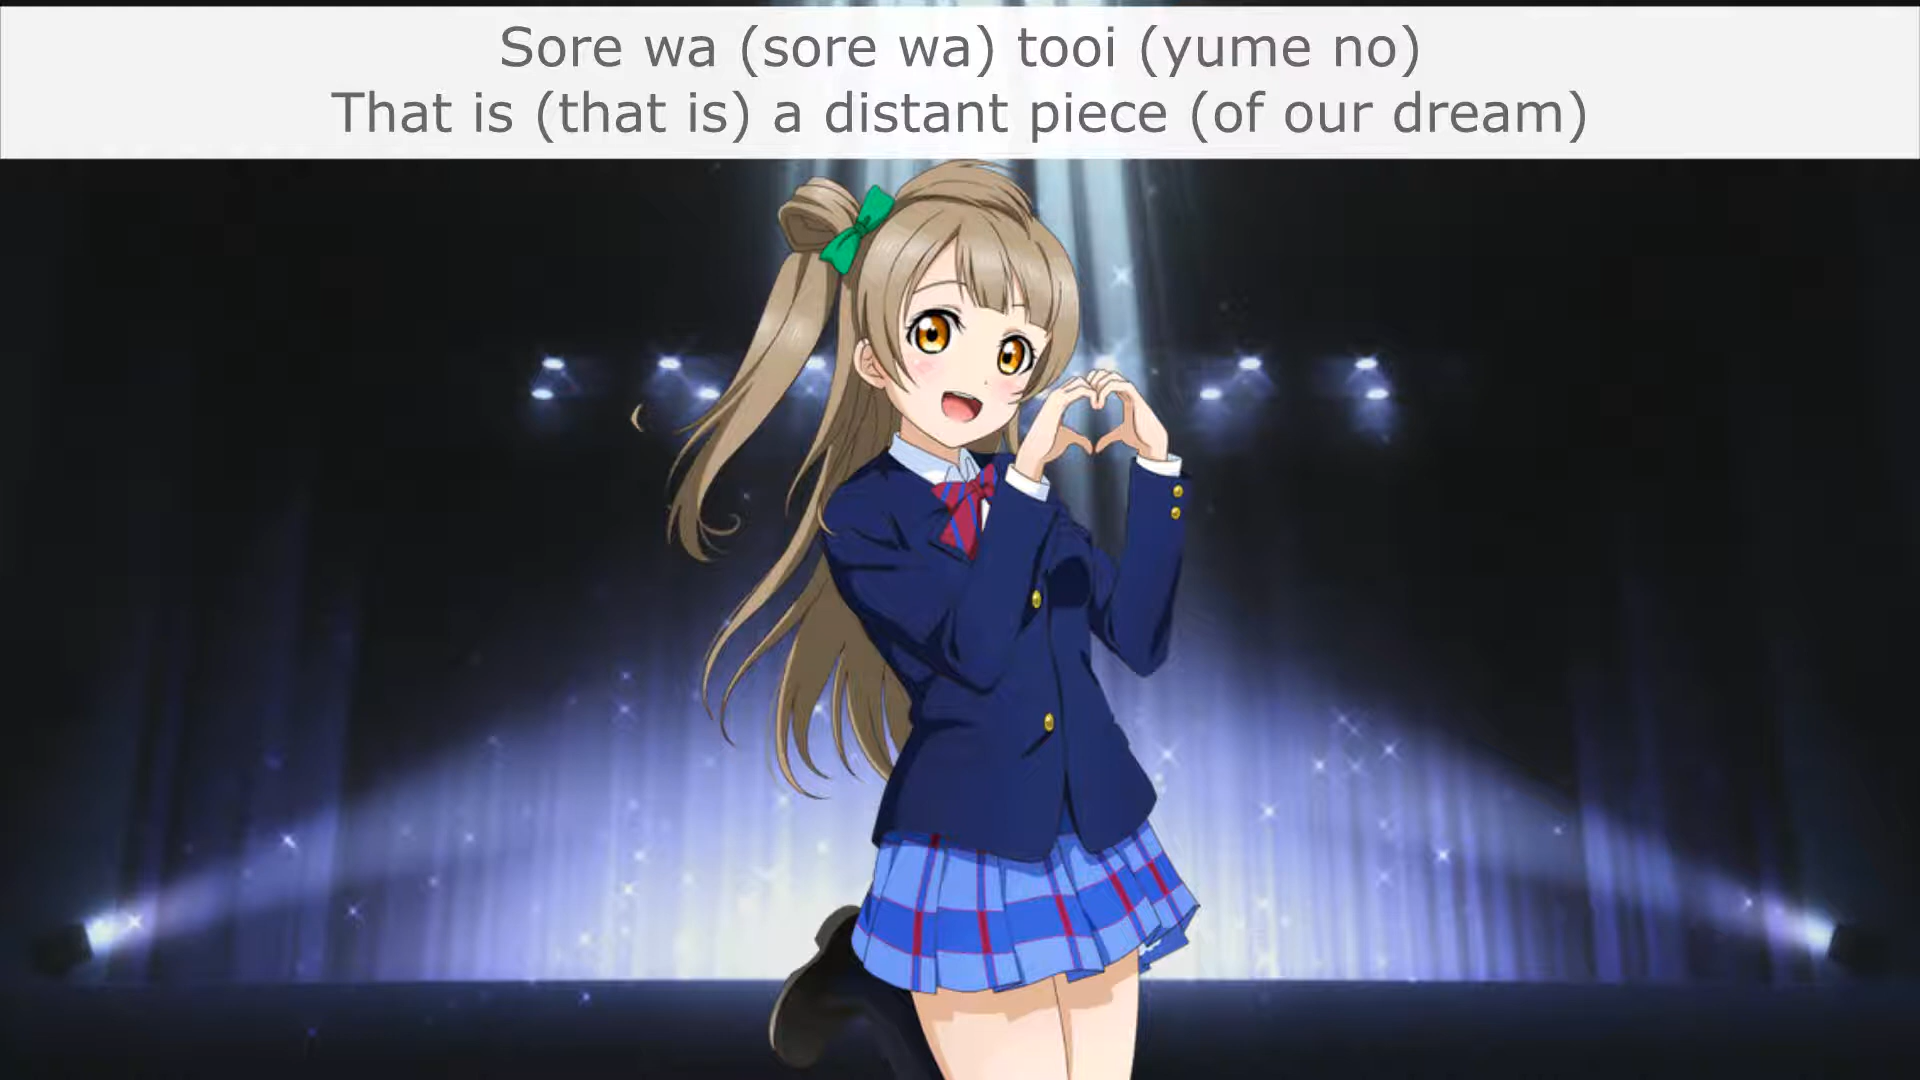 Sore wa (sore wa) tooi (yume no)
That is (that is) a distant piece (of our dream)